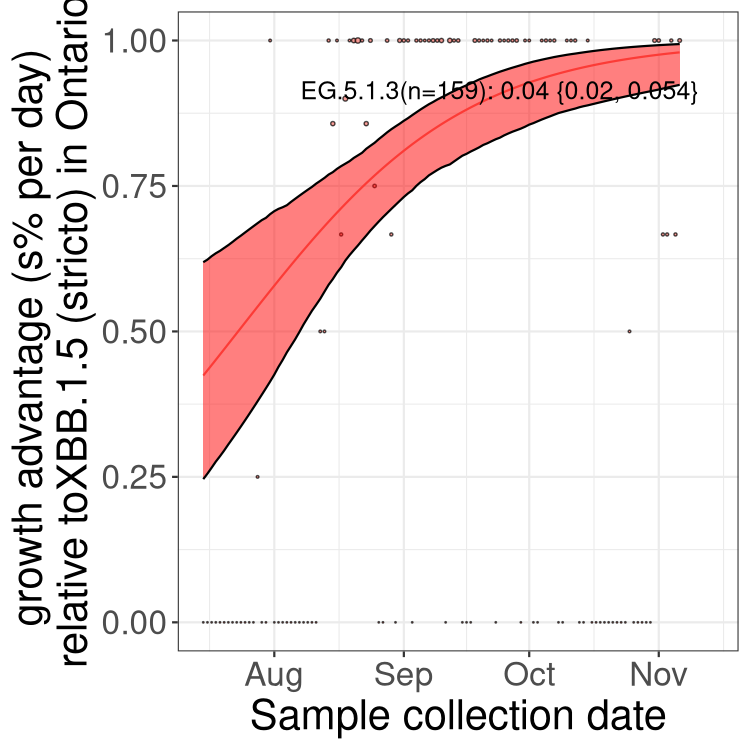 growth advantage (s% per day)
relative toXBB.1.5 (stricto) in Ontario
1.00
0.75
0.50
0.25
0.00
EG.5.1.3(n=159): 0.04 {0.02, 0.054}
Aug Sep Oct Nov
Sample collection date